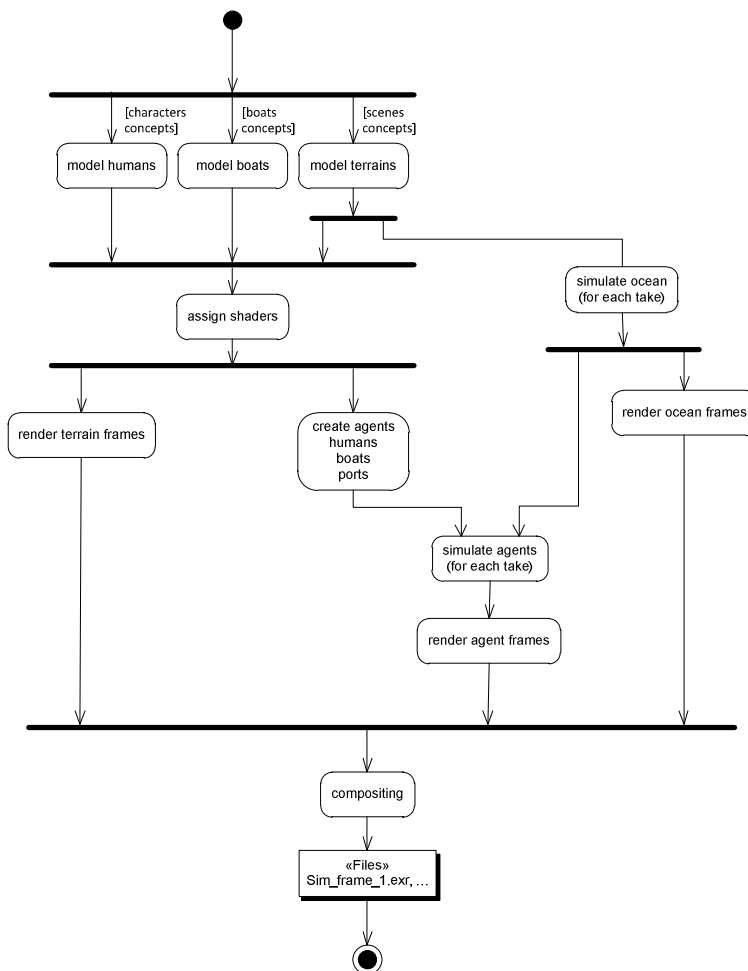 [characters
concepts]
[boats
concepts]
[scenes
concepts]
model humans
model boats
model terrains
simulate ocean
(for each take)
assign shaders
render terrain frames
create agents
humans
boats
ports
render ocean frames
simulate agents
(for each take)
render agent frames
compositing
«Files»
Sim_frame_1.exr, ...